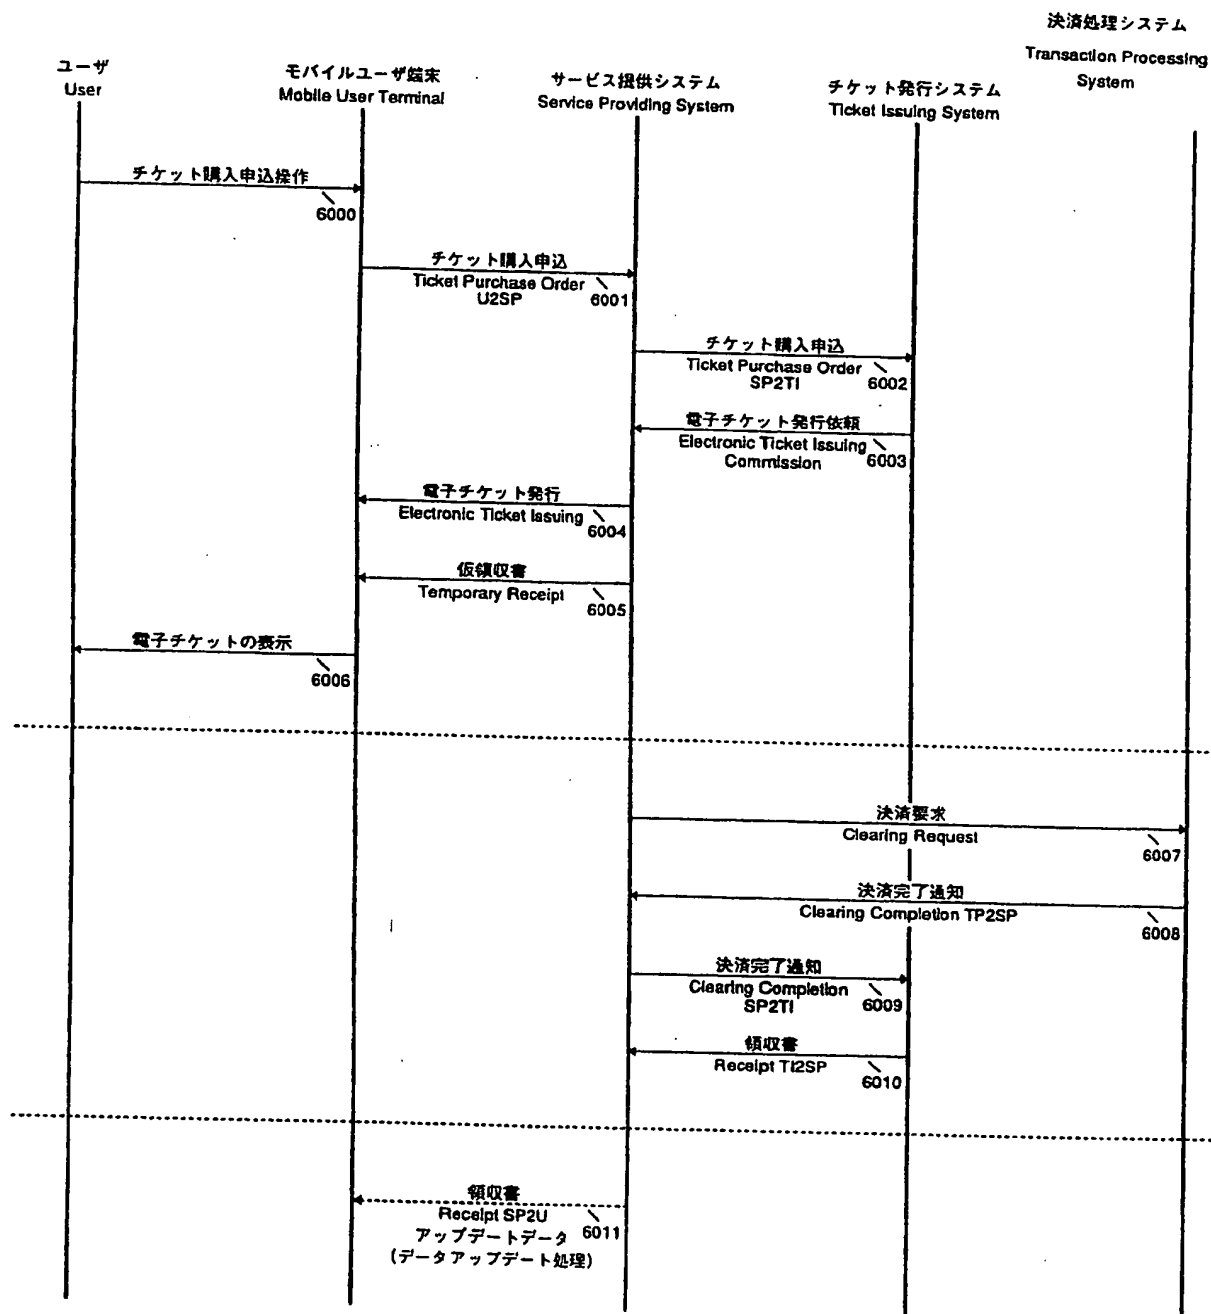 決済処理システム
Transaction Processing
System
ユーザ
User
モバイルユーザ端末
Mobile User Terminal
サービス提供システム
Service Providing System
チケット発行システム
Ticket Issuing System
チケット購入申込操作
6000
チケット購入申込
Ticket Purchase Order
U2SP
6001
チケット購入申込
Ticket Purchase Order
SP2TI
6002
電子チケット発行依頼
Electronic Ticket Issuing
Commission
6003
電子チケット発行
Electronic Ticket Issuing
6004
仮領収書
Temporary Receipt
6005
電子チケットの表示
6006
決済要求
Clearing Request
6007
決済完了通知
Clearing Completion TP2SP
6008
決済完了通知
Clearing Completion
SP2TI
6009
領収書
Receipt TI2SP
6010
領収書
Receipt SP2U
6011
アップデートデータ
(データアップデート処理)